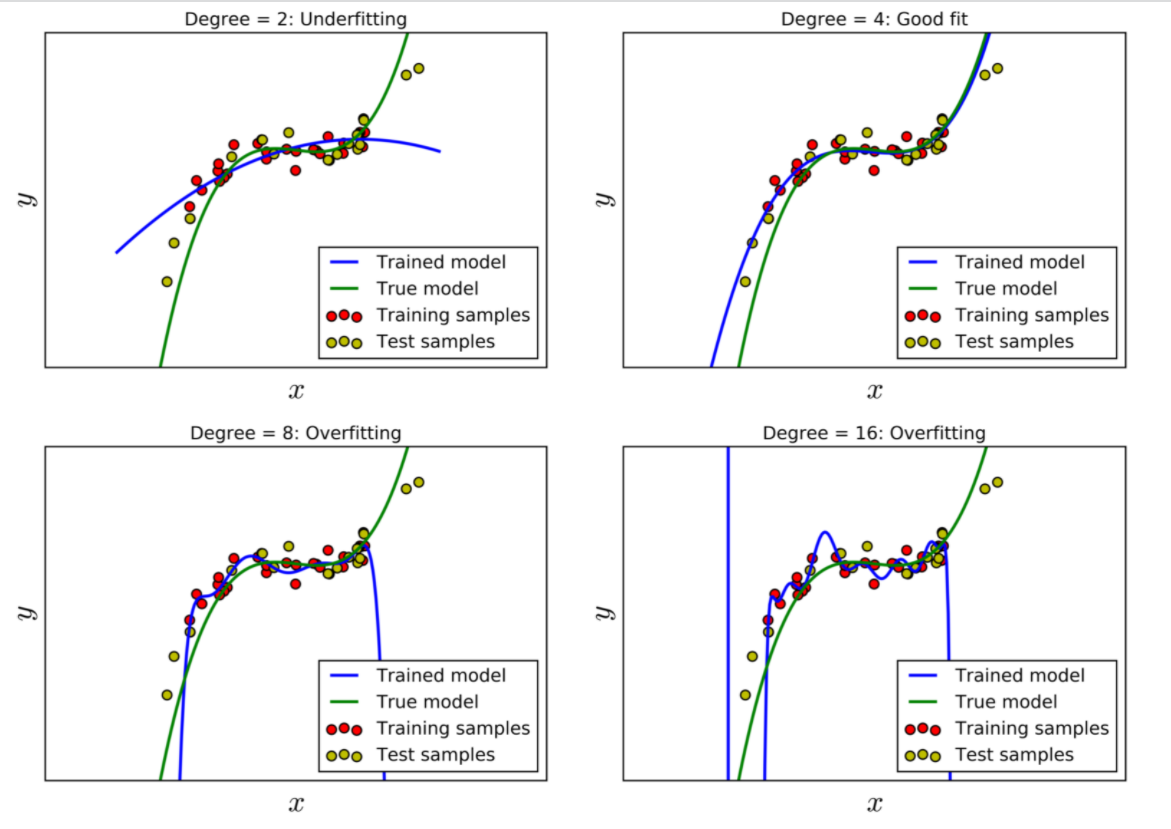 Degree = 2: Underfitting
y
Trained model
True model
Training samples
Test samples
x
Degree = 4: Good fit
y
Trained model
True model
Training samples
Test samples
x
Degree = 8: Overfitting
y
Trained model
True model
Training samples
Test samples
x
Degree = 16: Overfitting
y
Trained model
True model
Training samples
Test samples
x